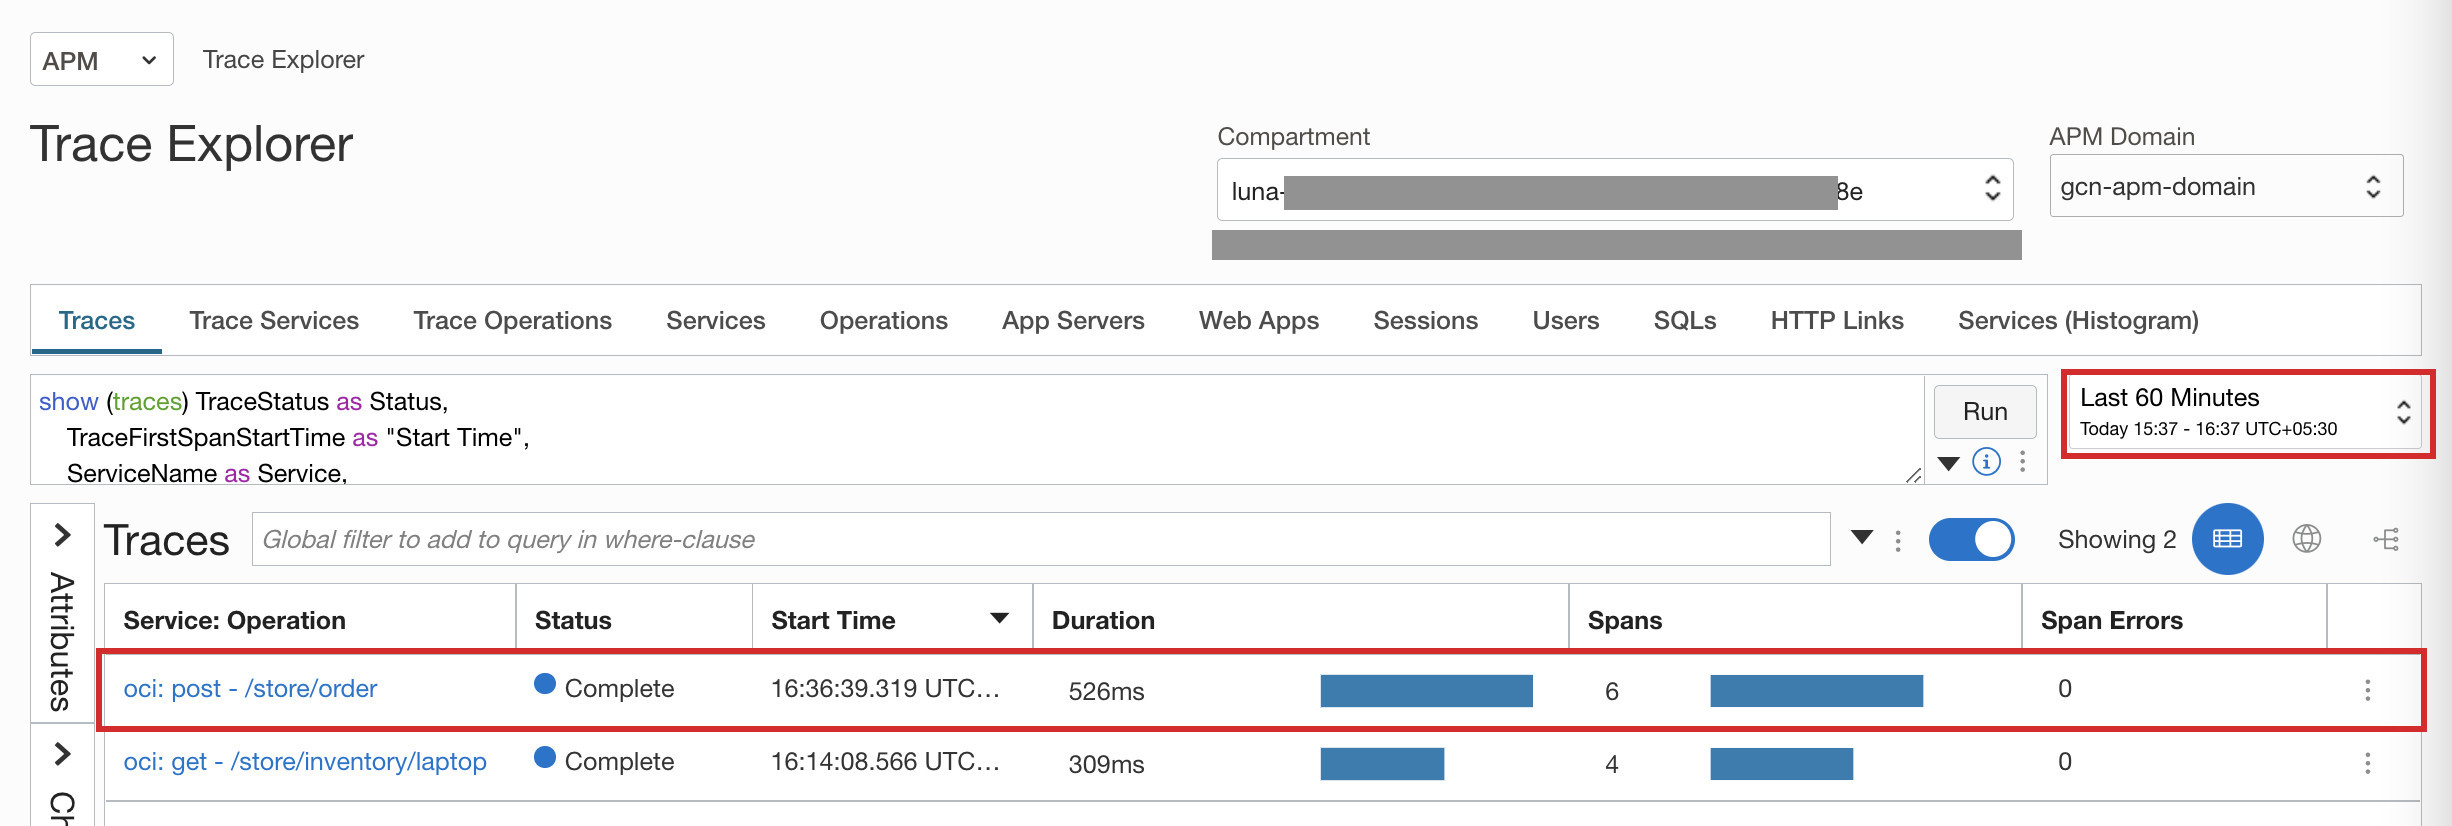 APM
Trace Explorer
Trace Explorer
Compartment
APM Domain
luna-
8e
gcn-apm-domain
Traces
Trace Services
Trace Operations
Services
Operations
App Servers
Web Apps
Sessions
Users
SQLs
HTTP Links
Services (Histogram)
show (traces) TraceStatus as Status,
TraceFirstSpanStartTime as "Start Time",
ServiceName as Service,
Run
Last 60 Minutes
Today 15:37 - 16:37 UTC+05:30
Attributes
Traces
Global filter to add to query in where-clause
Showing 2
Service: Operation
Status
Start Time
Duration
Spans
Span Errors
oci: post - /store/order
Complete
16:36:39.319 UTC...
526ms
6
0
oci: get - /store/inventory/laptop
Complete
16:14:08.566 UTC...
309ms
4
0